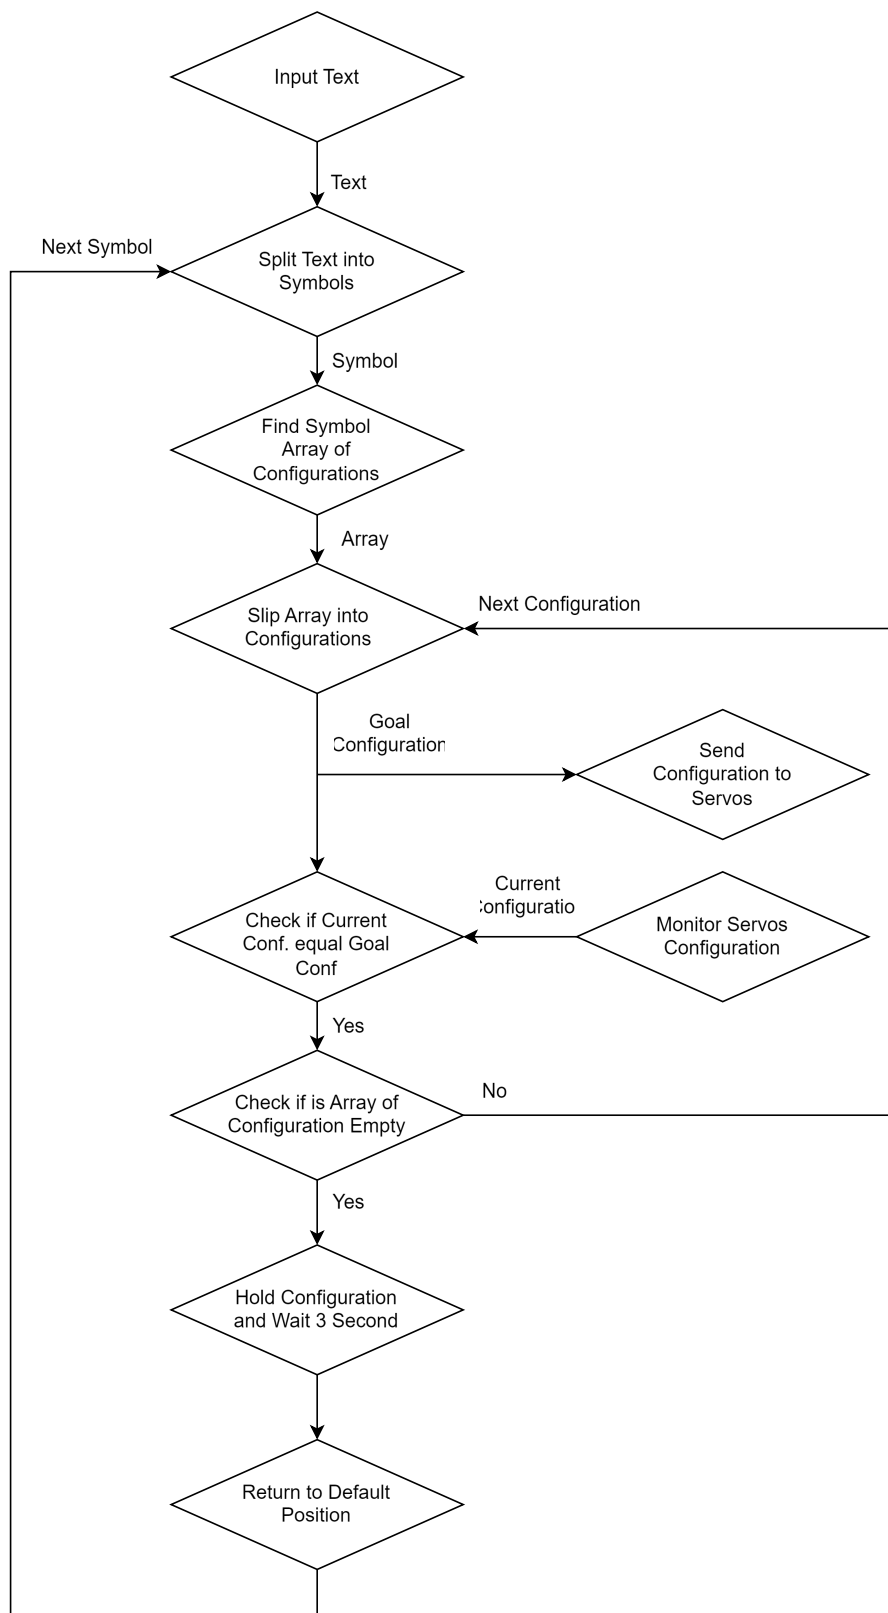 Input Text
Text
Next Symbol
Split Text into
Symbols
Symbol
Find Symbol
Array of
Configurations
Array
Slip Array into
Configurations
Next Configuration
Goal
Configuration
Send
Configuration to
Servos
Current
Configuratio
Check if Current
Conf. equal Goal
Conf
Monitor Servos
Configuration
Yes
Check if is Array of
Configuration Empty
No
Yes
Hold Configuration
and Wait 3 Second
Return to Default
Position